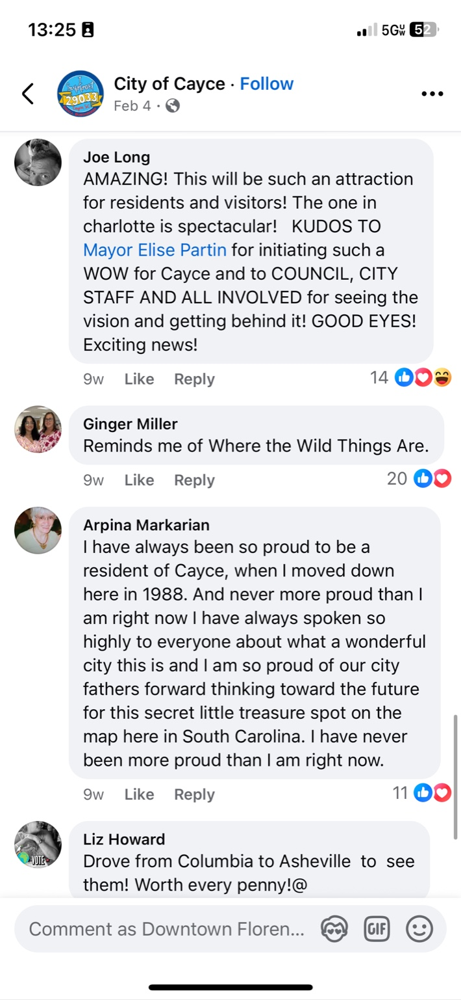 13:25
5G UW 52
City of Cayce · Follow
29033
Feb 4 ·
Joe Long
AMAZING! This will be such an attraction
for residents and visitors! The one in
charlotte is spectacular!   KUDOS TO
Mayor Elise Partin for initiating such a
WOW for Cayce and to COUNCIL, CITY
STAFF AND ALL INVOLVED for seeing the
vision and getting behind it! GOOD EYES!
Exciting news!
9w Like Reply 14
Ginger Miller
Reminds me of Where the Wild Things Are.
9w Like Reply 20
Arpina Markarian
I have always been so proud to be a
resident of Cayce, when I moved down
here in 1988. And never more proud than I
am right now I have always spoken so
highly to everyone about what a wonderful
city this is and I am so proud of our city
fathers forward thinking toward the future
for this secret little treasure spot on the
map here in South Carolina. I have never
been more proud than I am right now.
9w Like Reply 11
VOTE
Liz Howard
Drove from Columbia to Asheville  to  see
them! Worth every penny!@
Comment as Downtown Floren...
GIF